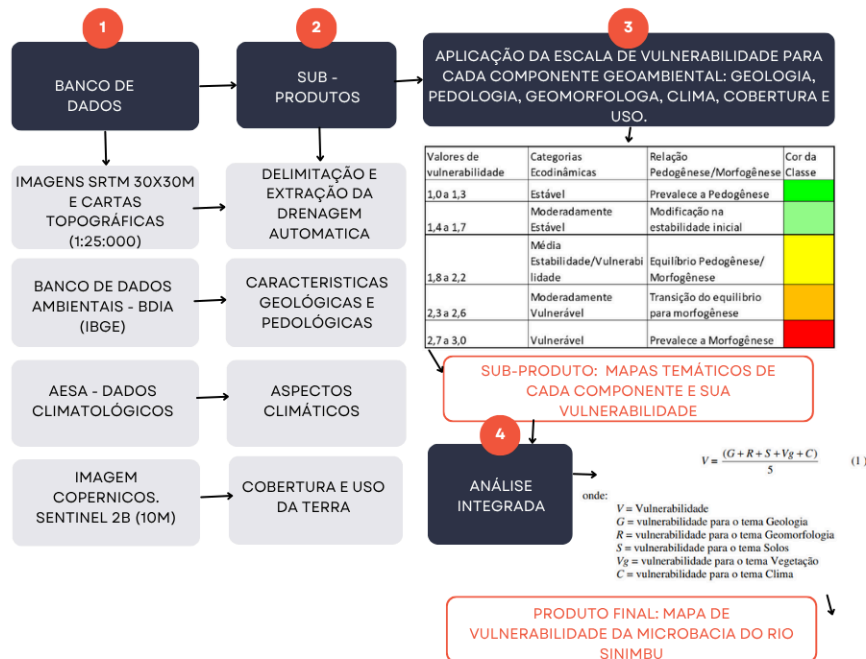 1
BANCO DE
DADOS
IMAGENS SRTM 30X30M
E CARTAS
TOPOGRÁFICAS
(1:25:000)
BANCO DE DADOS
AMBIENTAIS - BDIA
(IBGE)
AESA - DADOS
CLIMATOLÓGICOS
IMAGEM
COPERNICOS.
SENTINEL 2B (10M)
2
SUB -
PRODUTOS
DELIMITAÇÃO E
EXTRAÇÃO DA
DRENAGEM
AUTOMATICA
CARACTERISTICAS
GEOLÓGICAS E
PEDOLÓGICAS
ASPECTOS
CLIMÁTICOS
COBERTURA E USO
DA TERRA
3
APLICAÇÃO DA ESCALA DE VULNERABILIDADE PARA
CADA COMPONENTE GEOAMBIENTAL: GEOLOGIA,
PEDOLOGIA, GEOMORFOLOGA, CLIMA, COBERTURA E
USO.
Valores de Categorias Relação Cor da
vulnerabilidade Ecodinâmicas Pedogênese/Morfogênese Classe
1,0 a 1,3 Estável Prevalece a Pedogênese
Moderadamente Modificação na
1,4 a 1,7 Estável estabilidade inicial
Média
Estabilidade/Vulnerabi Equilíbrio Pedogênese/
1,8 a 2,2 lidade Morfogênese
Moderadamente Transição do equilibrio
2,3 a 2,6 Vulnerável para morfogênese
2,7 a 3,0 Vulnerável Prevalece a Morfogênese
SUB-PRODUTO: MAPAS TEMÁTICOS DE
CADA COMPONENTE E SUA
VULNERABILIDADE
4
ANÁLISE
INTEGRADA
V = (G + R + S + Vg + C) / 5 (1)
onde:
V = Vulnerabilidade
G = vulnerabilidade para o tema Geologia
R = vulnerabilidade para o tema Geomorfologia
S = vulnerabilidade para o tema Solos
Vg = vulnerabilidade para o tema Vegetação
C = vulnerabilidade para o tema Clima
PRODUTO FINAL: MAPA DE
VULNERABILIDADE DA MICROBACIA DO RIO
SINIMBU